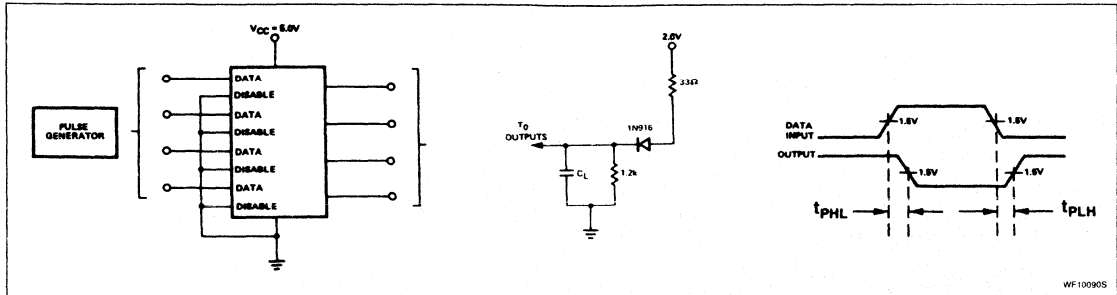 VCC = 5.0V
PULSE
GENERATOR
DATA
DISABLE
DATA
DISABLE
DATA
DISABLE
DATA
DISABLE
2.6V
33Ω
TO
OUTPUTS
1N916
CL
1.2k
DATA
INPUT
1.5V
1.5V
OUTPUT
1.5V
1.5V
tPHL
tPLH
WF10090S